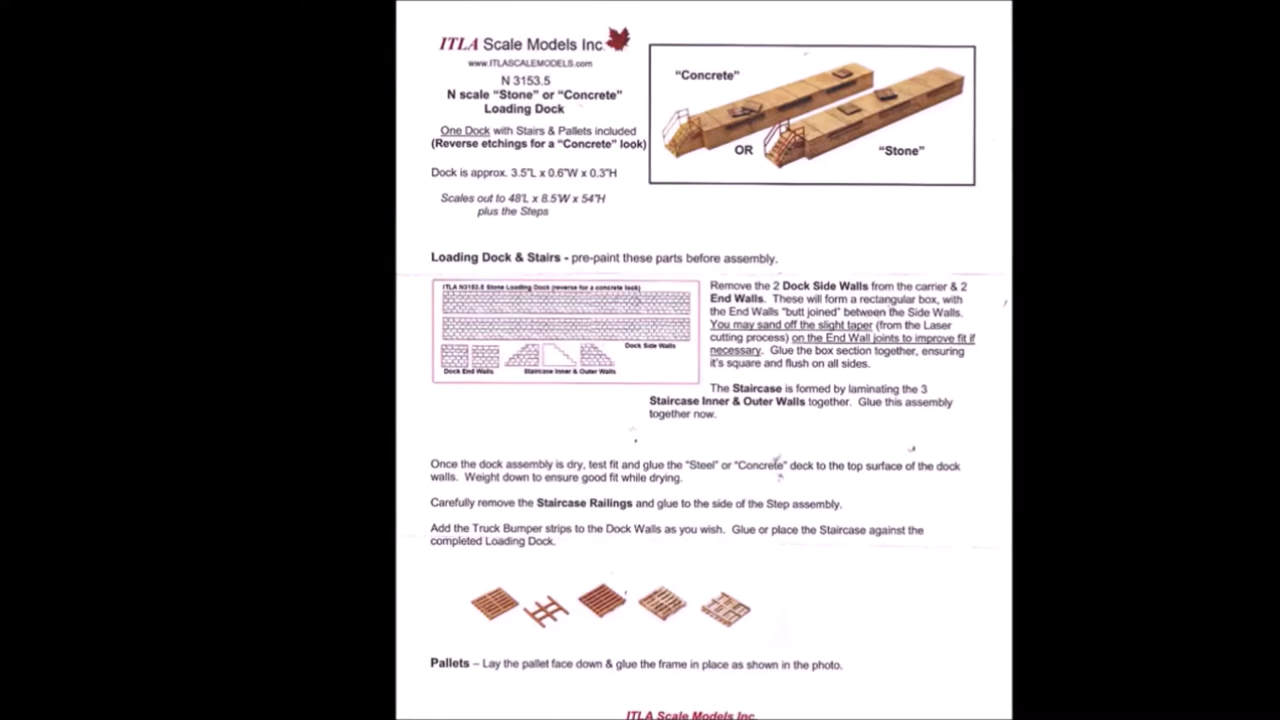 ITLA Scale Models Inc
www.ITLASCALEMODELS.com
N 3153.5
N scale "Stone" or "Concrete"
Loading Dock
One Dock with Stairs & Pallets included
(Reverse etchings for a "Concrete" look)
Dock is approx. 3.5"L x 0.6"W x 0.3"H
Scales out to 48'L x 8.5'W x 54"H
plus the Steps
"Concrete"
OR
"Stone"
Loading Dock & Stairs - pre-paint these parts before assembly.
ITLA N3153.5 Stone Loading Dock (reverse for a concrete look)
Dock Side Walls
Dock End Walls
Staircase Inner & Outer Walls
Remove the 2 Dock Side Walls from the carrier & 2
End Walls. These will form a rectangular box, with
the End Walls "butt joined" between the Side Walls.
You may sand off the slight taper (from the Laser
cutting process) on the End Wall joints to improve fit if
necessary. Glue the box section together, ensuring
it's square and flush on all sides.
The Staircase is formed by laminating the 3
Staircase Inner & Outer Walls together. Glue this assembly
together now.
Once the dock assembly is dry, test fit and glue the "Steel" or "Concrete" deck to the top surface of the dock
walls. Weight down to ensure good fit while drying.
Carefully remove the Staircase Railings and glue to the side of the Step assembly.
Add the Truck Bumper strips to the Dock Walls as you wish. Glue or place the Staircase against the
completed Loading Dock.
Pallets – Lay the pallet face down & glue the frame in place as shown in the photo.
ITLA Scale Models Inc.